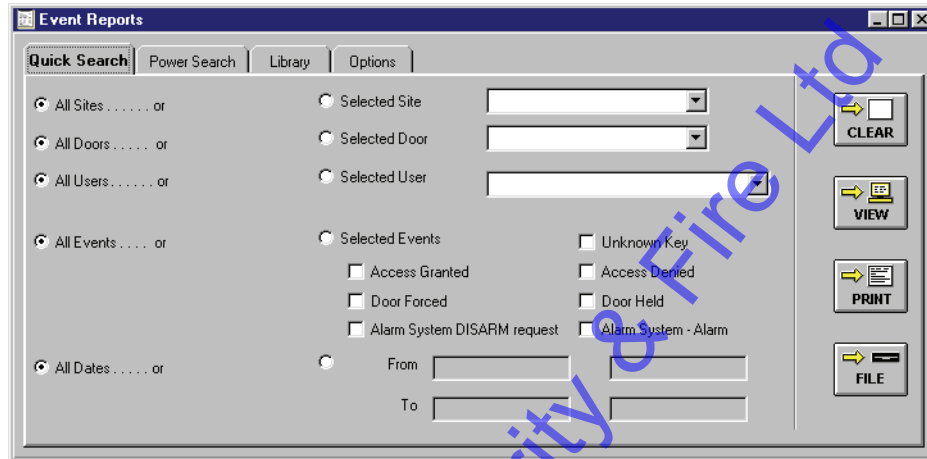 Event Reports
Quick Search Power Search Library Options
All Sites . . . . . . or Selected Site
All Doors . . . . . or Selected Door
All Users . . . . . . or Selected User
All Events . . . . or Selected Events Unknown Key
Access Granted Access Denied
Door Forced Door Held
Alarm System DISARM request Alarm System - Alarm
All Dates . . . . . or From
To
CLEAR
VIEW
PRINT
FILE
& Fire Ltd